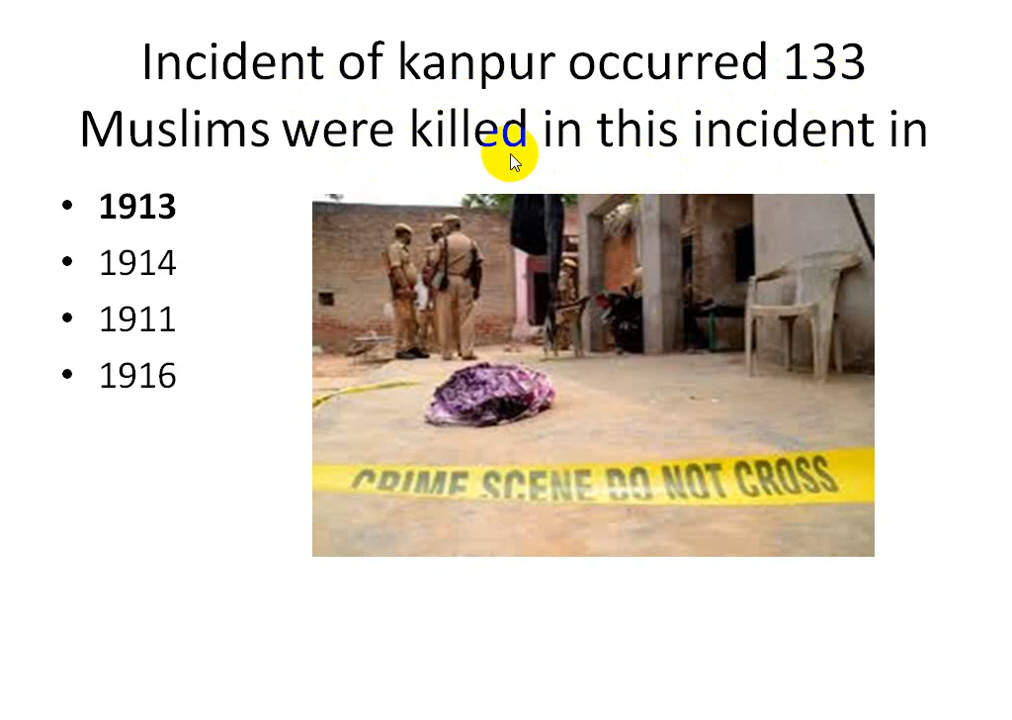 Incident of kanpur occurred 133
Muslims were killed in this incident in
• 1913
• 1914
• 1911
• 1916
CRIME SCENE DO NOT CROSS